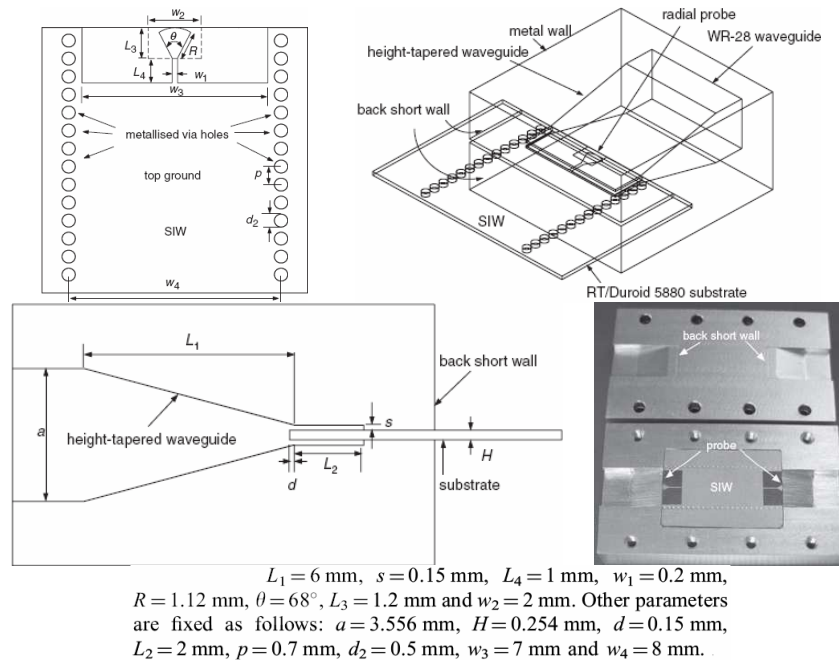 w2
L3
θ
R
L4
w1
w3
metallised via holes
top ground
p
d2
SIW
w4
radial probe
metal wall
WR-28 waveguide
height-tapered waveguide
back short wall
SIW
RT/Duroid 5880 substrate
L1
back short wall
a
height-tapered waveguide
s
H
L2
d
substrate
back short wall
probe
SIW
L1 = 6 mm, s = 0.15 mm, L4 = 1 mm, w1 = 0.2 mm,
R = 1.12 mm, θ = 68°, L3 = 1.2 mm and w2 = 2 mm. Other parameters
are fixed as follows: a = 3.556 mm, H = 0.254 mm, d = 0.15 mm,
L2 = 2 mm, p = 0.7 mm, d2 = 0.5 mm, w3 = 7 mm and w4 = 8 mm.